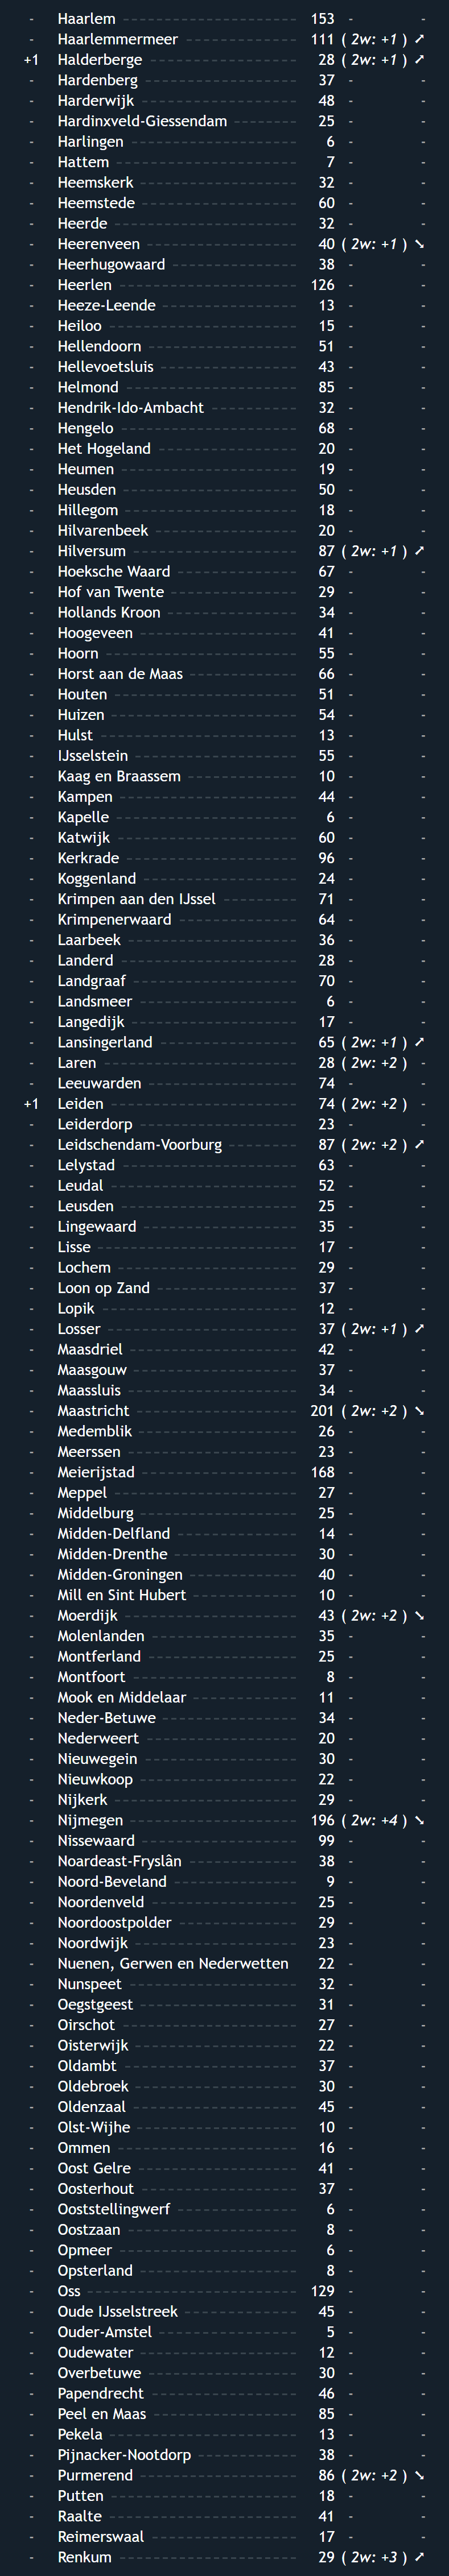 - Haarlem 153 - -
- Haarlemmermeer 111 ( 2w: +1 ) ➚
+1 Halderberge 28 ( 2w: +1 ) ➚
- Hardenberg 37 - -
- Harderwijk 48 - -
- Hardinxveld-Giessendam 25 - -
- Harlingen 6 - -
- Hattem 7 - -
- Heemskerk 32 - -
- Heemstede 60 - -
- Heerde 32 - -
- Heerenveen 40 ( 2w: +1 ) ➘
- Heerhugowaard 38 - -
- Heerlen 126 - -
- Heeze-Leende 13 - -
- Heiloo 15 - -
- Hellendoorn 51 - -
- Hellevoetsluis 43 - -
- Helmond 85 - -
- Hendrik-Ido-Ambacht 32 - -
- Hengelo 68 - -
- Het Hogeland 20 - -
- Heumen 19 - -
- Heusden 50 - -
- Hillegom 18 - -
- Hilvarenbeek 20 - -
- Hilversum 87 ( 2w: +1 ) ➚
- Hoeksche Waard 67 - -
- Hof van Twente 29 - -
- Hollands Kroon 34 - -
- Hoogeveen 41 - -
- Hoorn 55 - -
- Horst aan de Maas 66 - -
- Houten 51 - -
- Huizen 54 - -
- Hulst 13 - -
- IJsselstein 55 - -
- Kaag en Braassem 10 - -
- Kampen 44 - -
- Kapelle 6 - -
- Katwijk 60 - -
- Kerkrade 96 - -
- Koggenland 24 - -
- Krimpen aan den IJssel 71 - -
- Krimpenerwaard 64 - -
- Laarbeek 36 - -
- Landerd 28 - -
- Landgraaf 70 - -
- Landsmeer 6 - -
- Langedijk 17 - -
- Lansingerland 65 ( 2w: +1 ) ➚
- Laren 28 ( 2w: +2 ) -
- Leeuwarden 74 - -
+1 Leiden 74 ( 2w: +2 ) -
- Leiderdorp 23 - -
- Leidschendam-Voorburg 87 ( 2w: +2 ) ➚
- Lelystad 63 - -
- Leudal 52 - -
- Leusden 25 - -
- Lingewaard 35 - -
- Lisse 17 - -
- Lochem 29 - -
- Loon op Zand 37 - -
- Lopik 12 - -
- Losser 37 ( 2w: +1 ) ➚
- Maasdriel 42 - -
- Maasgouw 37 - -
- Maassluis 34 - -
- Maastricht 201 ( 2w: +2 ) ➘
- Medemblik 26 - -
- Meerssen 23 - -
- Meierijstad 168 - -
- Meppel 27 - -
- Middelburg 25 - -
- Midden-Delfland 14 - -
- Midden-Drenthe 30 - -
- Midden-Groningen 40 - -
- Mill en Sint Hubert 10 - -
- Moerdijk 43 ( 2w: +2 ) ➘
- Molenlanden 35 - -
- Montferland 25 - -
- Montfoort 8 - -
- Mook en Middelaar 11 - -
- Neder-Betuwe 34 - -
- Nederweert 20 - -
- Nieuwegein 30 - -
- Nieuwkoop 22 - -
- Nijkerk 29 - -
- Nijmegen 196 ( 2w: +4 ) ➘
- Nissewaard 99 - -
- Noardeast-Fryslân 38 - -
- Noord-Beveland 9 - -
- Noordenveld 25 - -
- Noordoostpolder 29 - -
- Noordwijk 23 - -
- Nuenen, Gerwen en Nederwetten 22 - -
- Nunspeet 32 - -
- Oegstgeest 31 - -
- Oirschot 27 - -
- Oisterwijk 22 - -
- Oldambt 37 - -
- Oldebroek 30 - -
- Oldenzaal 45 - -
- Olst-Wijhe 10 - -
- Ommen 16 - -
- Oost Gelre 41 - -
- Oosterhout 37 - -
- Ooststellingwerf 6 - -
- Oostzaan 8 - -
- Opmeer 6 - -
- Opsterland 8 - -
- Oss 129 - -
- Oude IJsselstreek 45 - -
- Ouder-Amstel 5 - -
- Oudewater 12 - -
- Overbetuwe 30 - -
- Papendrecht 46 - -
- Peel en Maas 85 - -
- Pekela 13 - -
- Pijnacker-Nootdorp 38 - -
- Purmerend 86 ( 2w: +2 ) ➘
- Putten 18 - -
- Raalte 41 - -
- Reimerswaal 17 - -
- Renkum 29 ( 2w: +3 ) ➚